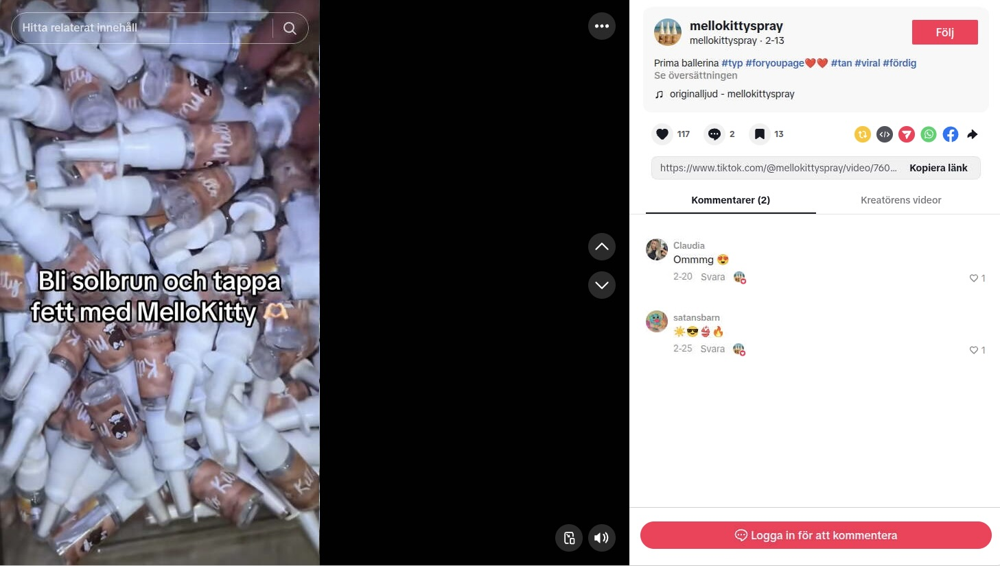 Hitta relaterat innehåll
Bli solbrun och tappa
fett med MelloKitty
mellokittyspray
mellokittyspray · 2-13
Följ
Prima ballerina #typ #foryoupage❤️❤️ #tan #viral #fördig
Se översättningen
originalljud - mellokittyspray
117
2
13
https://www.tiktok.com/@mellokittyspray/video/760...
Kopiera länk
Kommentarer (2)
Kreatörens videor
Claudia
Ommmg 😍
2-20 Svara
1
satansbarn
☀️😎👙🔥
2-25 Svara
1
Logga in för att kommentera